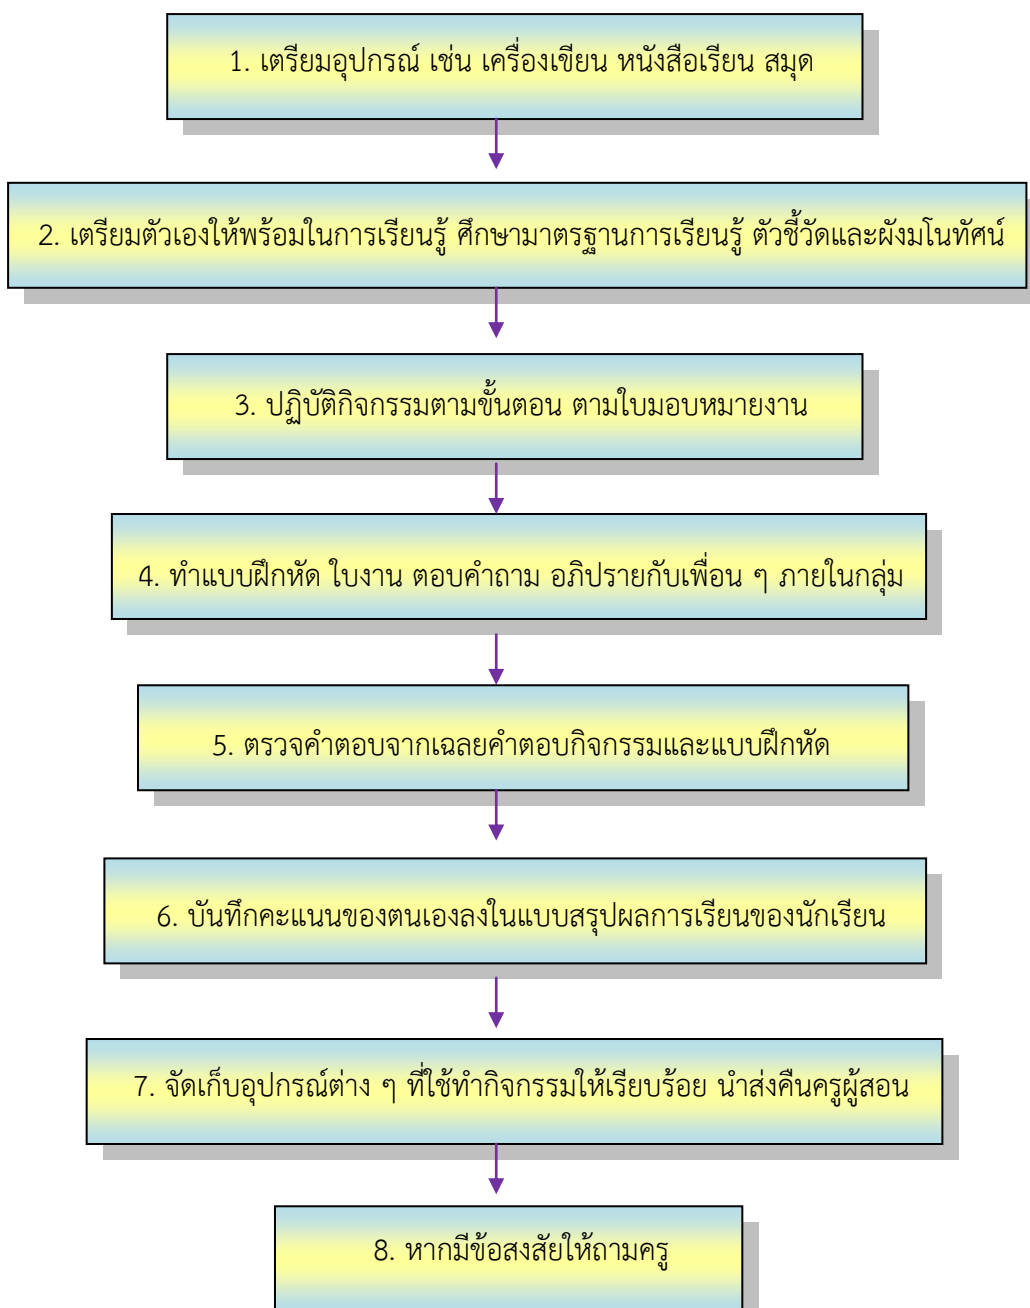 1. เตรียมอุปกรณ์ เช่น เครื่องเขียน หนังสือเรียน สมุด
2. เตรียมตัวเองให้พร้อมในการเรียนรู้ ศึกษามาตรฐานการเรียนรู้ ตัวชี้วัดและผังมโนทัศน์
3. ปฏิบัติกิจกรรมตามขั้นตอน ตามใบมอบหมายงาน
4. ทำแบบฝึกหัด ใบงาน ตอบคำถาม อภิปรายกับเพื่อน ๆ ภายในกลุ่ม
5. ตรวจคำตอบจากเฉลยคำตอบกิจกรรมและแบบฝึกหัด
6. บันทึกคะแนนของตนเองลงในแบบสรุปผลการเรียนของนักเรียน
7. จัดเก็บอุปกรณ์ต่าง ๆ ที่ใช้ทำกิจกรรมให้เรียบร้อย นำส่งคืนครูผู้สอน
8. หากมีข้อสงสัยให้ถามครู